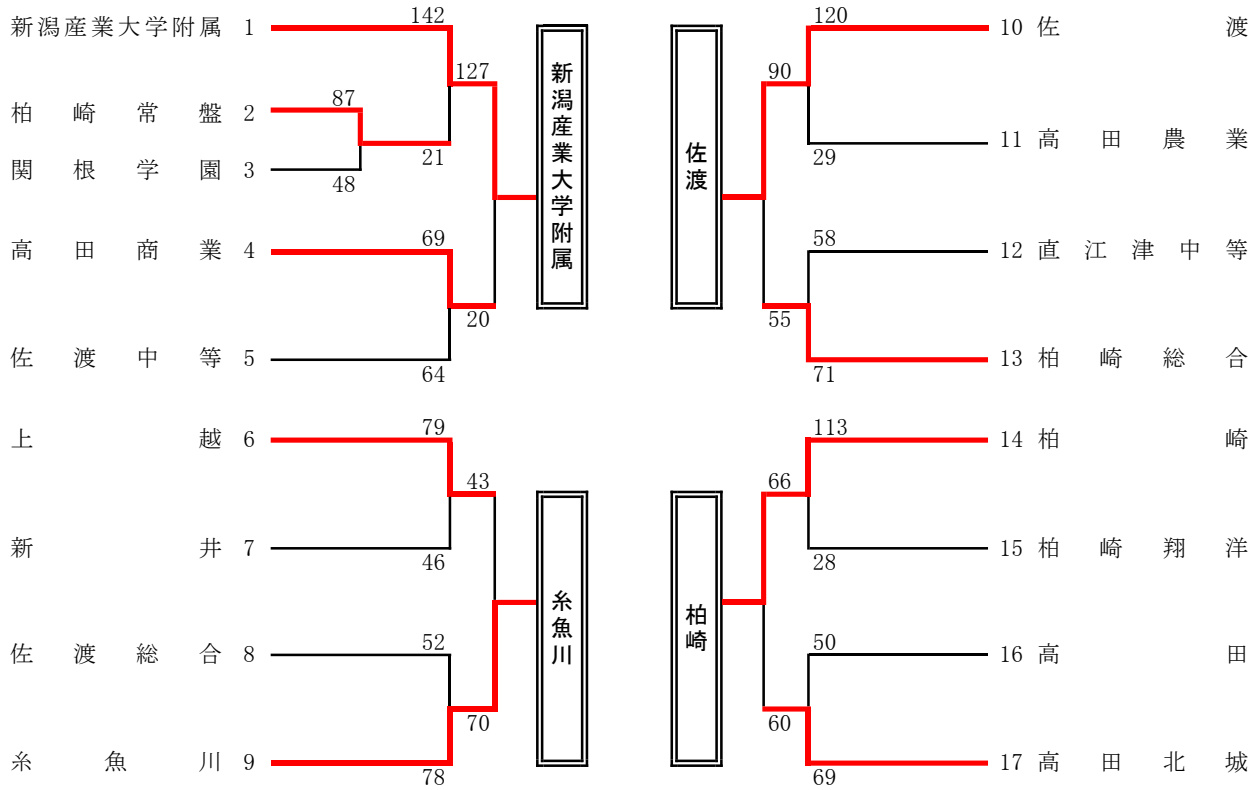 新潟産業大学附属 1
142
127
柏崎常盤 2
87
21
関根学園 3
48
高田商業 4
69
20
佐渡中等 5
64
新潟産業大学附属
上越 6
79
43
新井 7
46
佐渡総合 8
52
70
糸魚川 9
78
糸魚川
120
10 佐渡
90
29
11 高田農業
58
12 直江津中等
55
71
13 柏崎総合
佐渡
113
14 柏崎
66
28
15 柏崎翔洋
50
16 高田
60
69
17 高田北城
柏崎